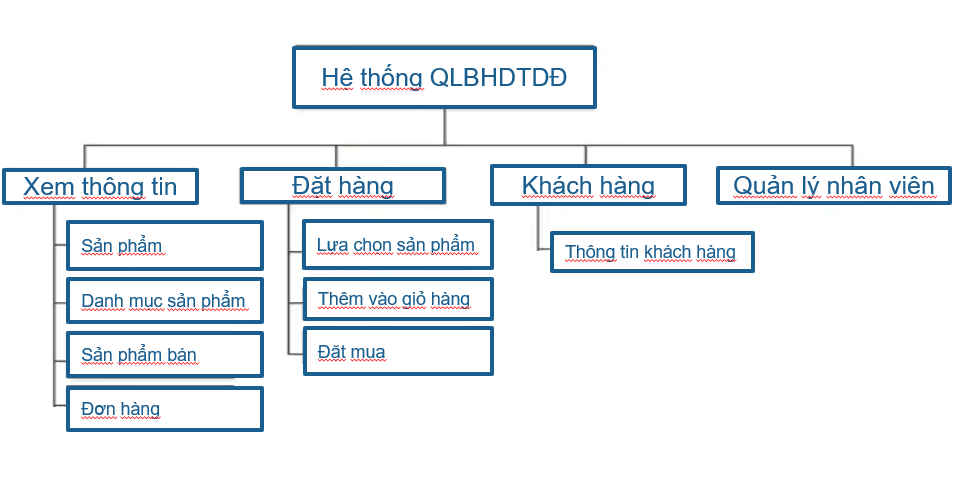 Hệ thống QLBHDTDĐ
Xem thông tin
Đặt hàng
Khách hàng
Quản lý nhân viên
Sản phẩm
Danh mục sản phẩm
Sản phẩm bán
Đơn hàng
Lựa chọn sản phẩm
Thêm vào giỏ hàng
Đặt mua
Thông tin khách hàng